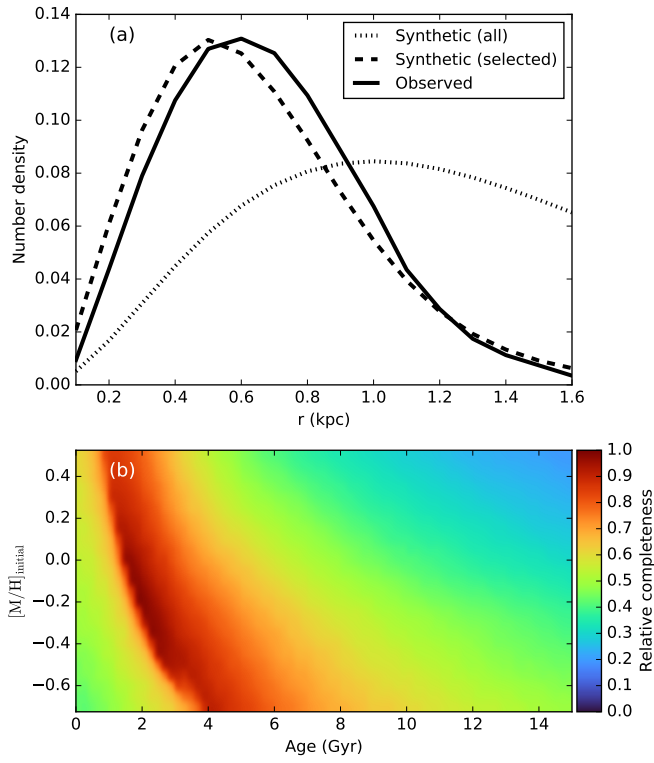 (a)
Synthetic (all)
Synthetic (selected)
Observed
0.14
0.12
0.10
0.08
0.06
0.04
0.02
0.00
Number density
0.2 0.4 0.6 0.8 1.0 1.2 1.4 1.6
r (kpc)
(b)
0.4
0.2
0.0
−0.2
−0.4
−0.6
[M/H]initial
0 2 4 6 8 10 12 14
Age (Gyr)
1.0
0.9
0.8
0.7
0.6
0.5
0.4
0.3
0.2
0.1
0.0
Relative completeness